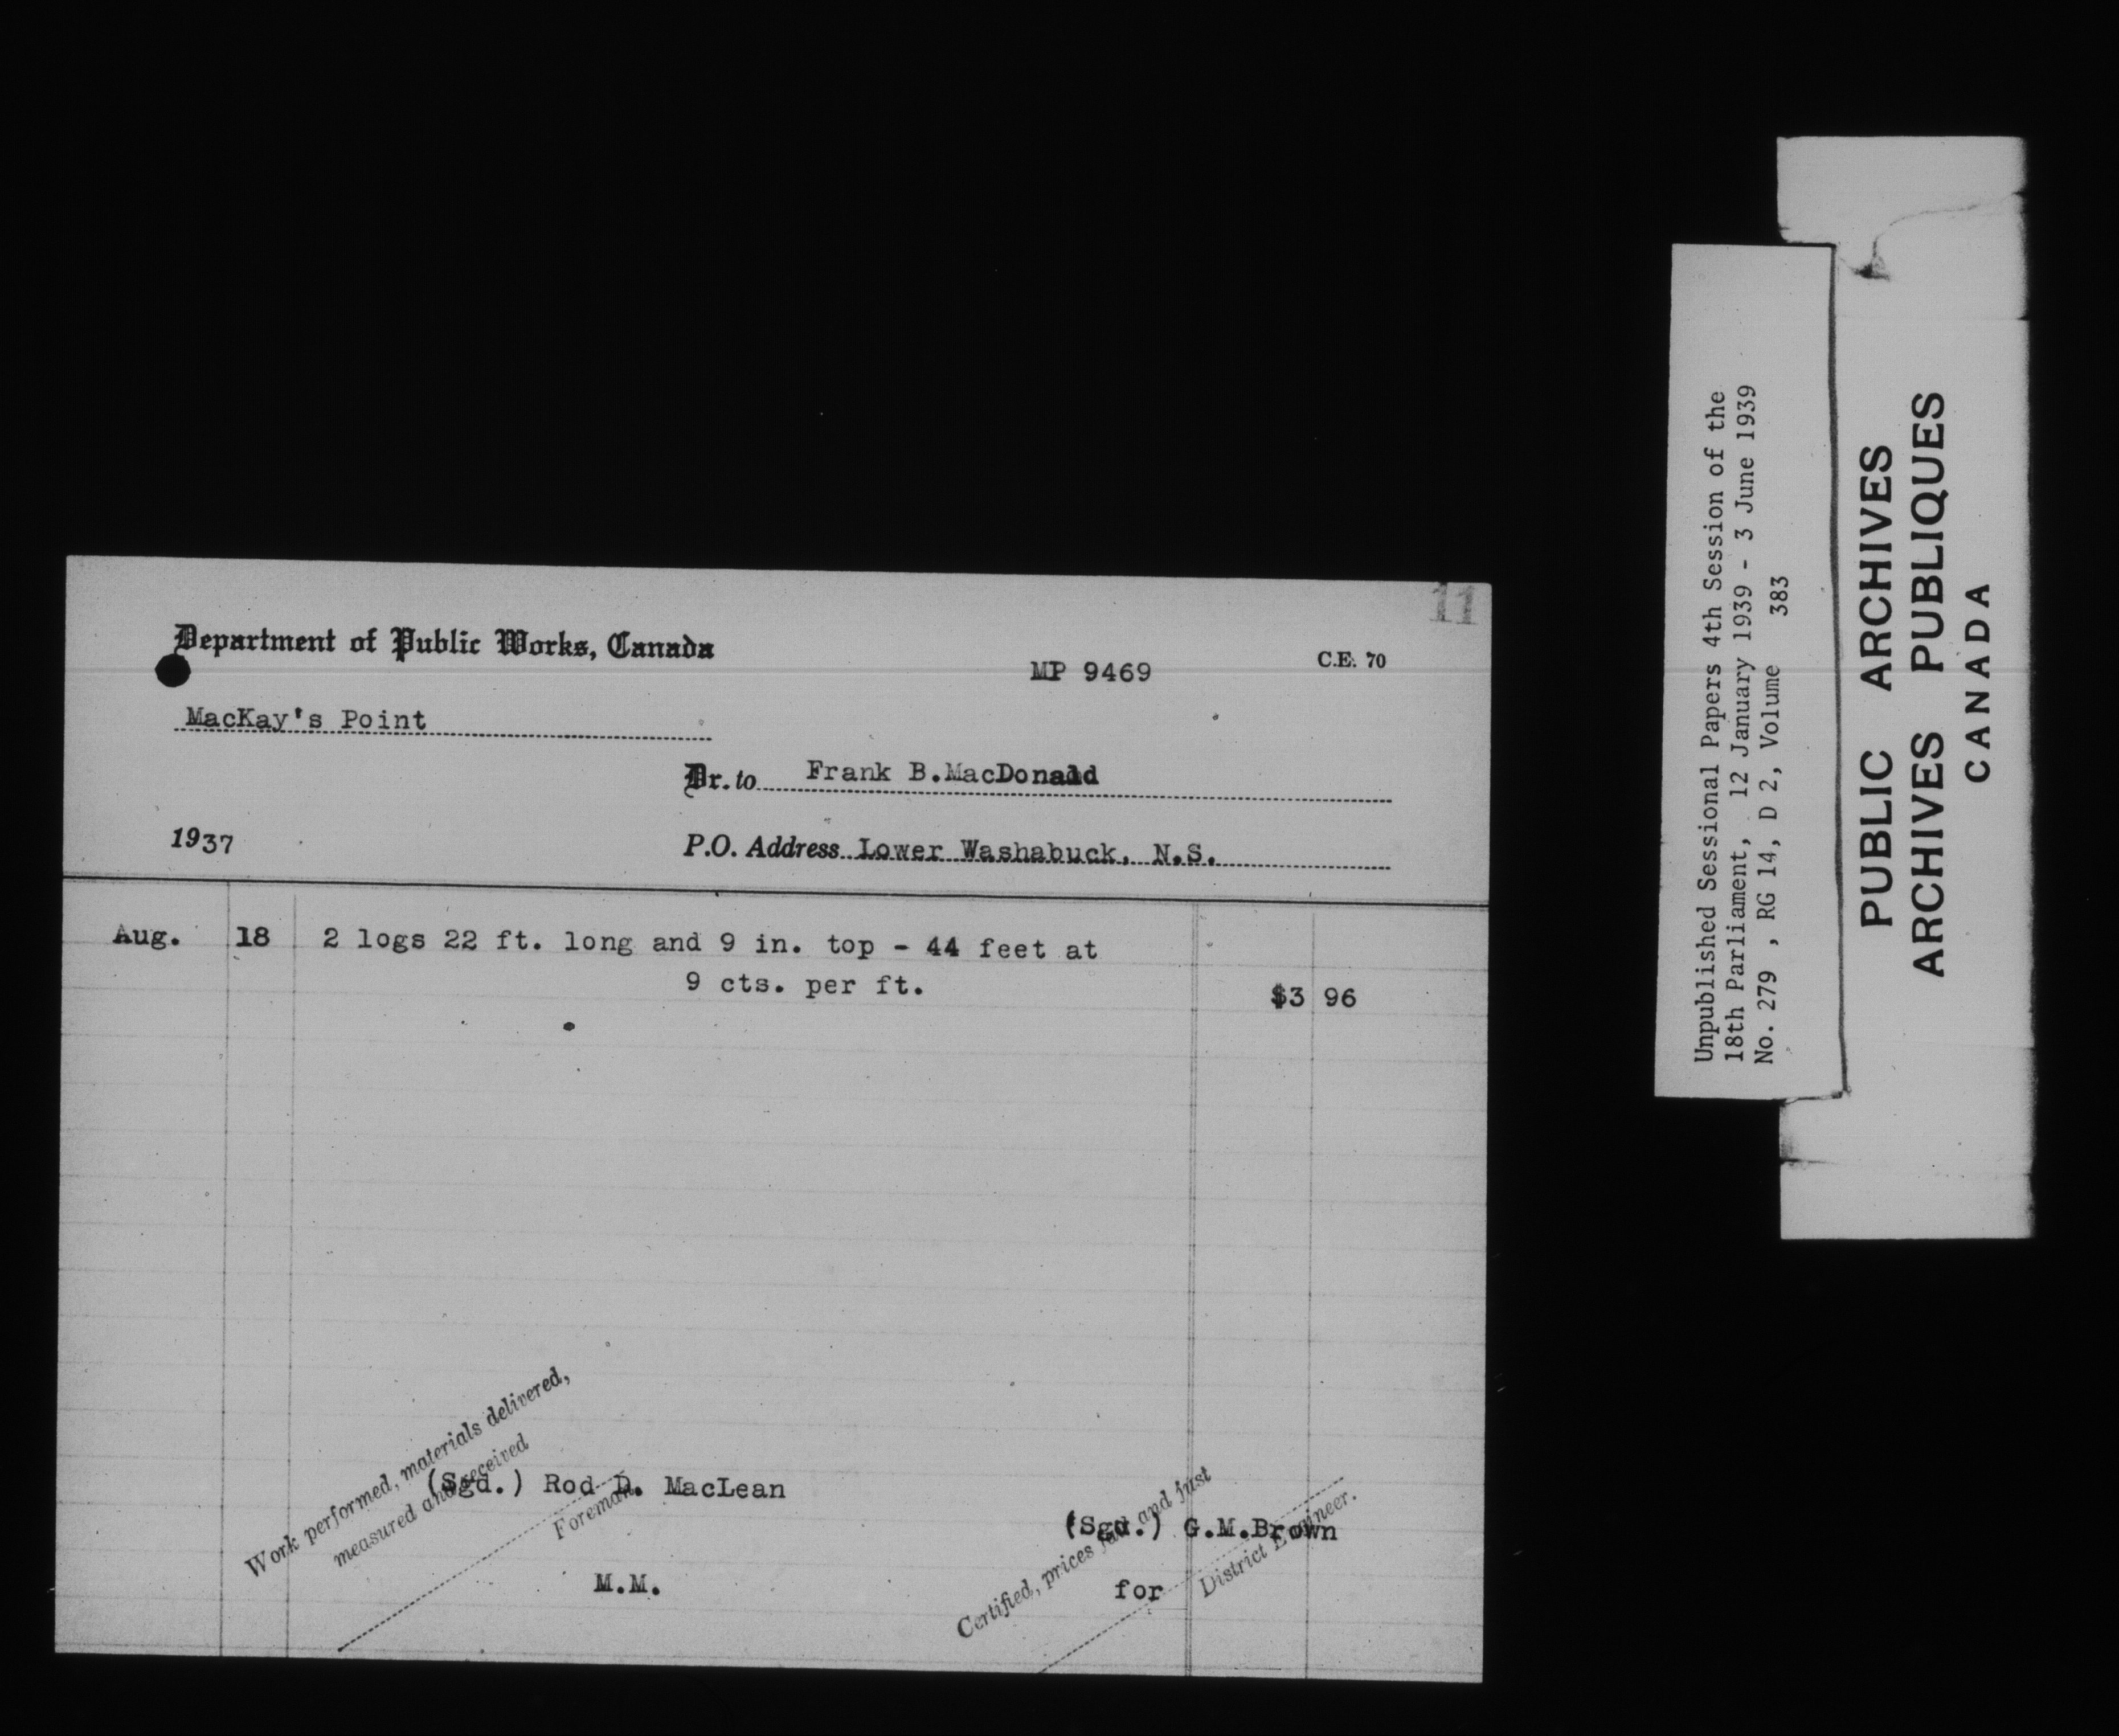 11
Department of Public Works, Canada
MP 9469
C.E. 70
MacKay's Point
Dr. to Frank B.MacDonald
1937
P.O. Address Lower Washabuck, N.S.
Aug. 18 2 logs 22 ft. long and 9 in. top - 44 feet at
9 cts. per ft.
$3 96
Work performed, materials delivered,
measured and received
(Sgd.) Rod D. MacLean
Foreman.
M.M.
Certified, prices fair and just
(Sgd.) G.M.Brown
for District Engineer.
Unpublished Sessional Papers 4th Session of the
18th Parliament, 12 January 1939 - 3 June 1939
No. 279 , RG 14, D 2, Volume 383
PUBLIC ARCHIVES
ARCHIVES PUBLIQUES
CANADA